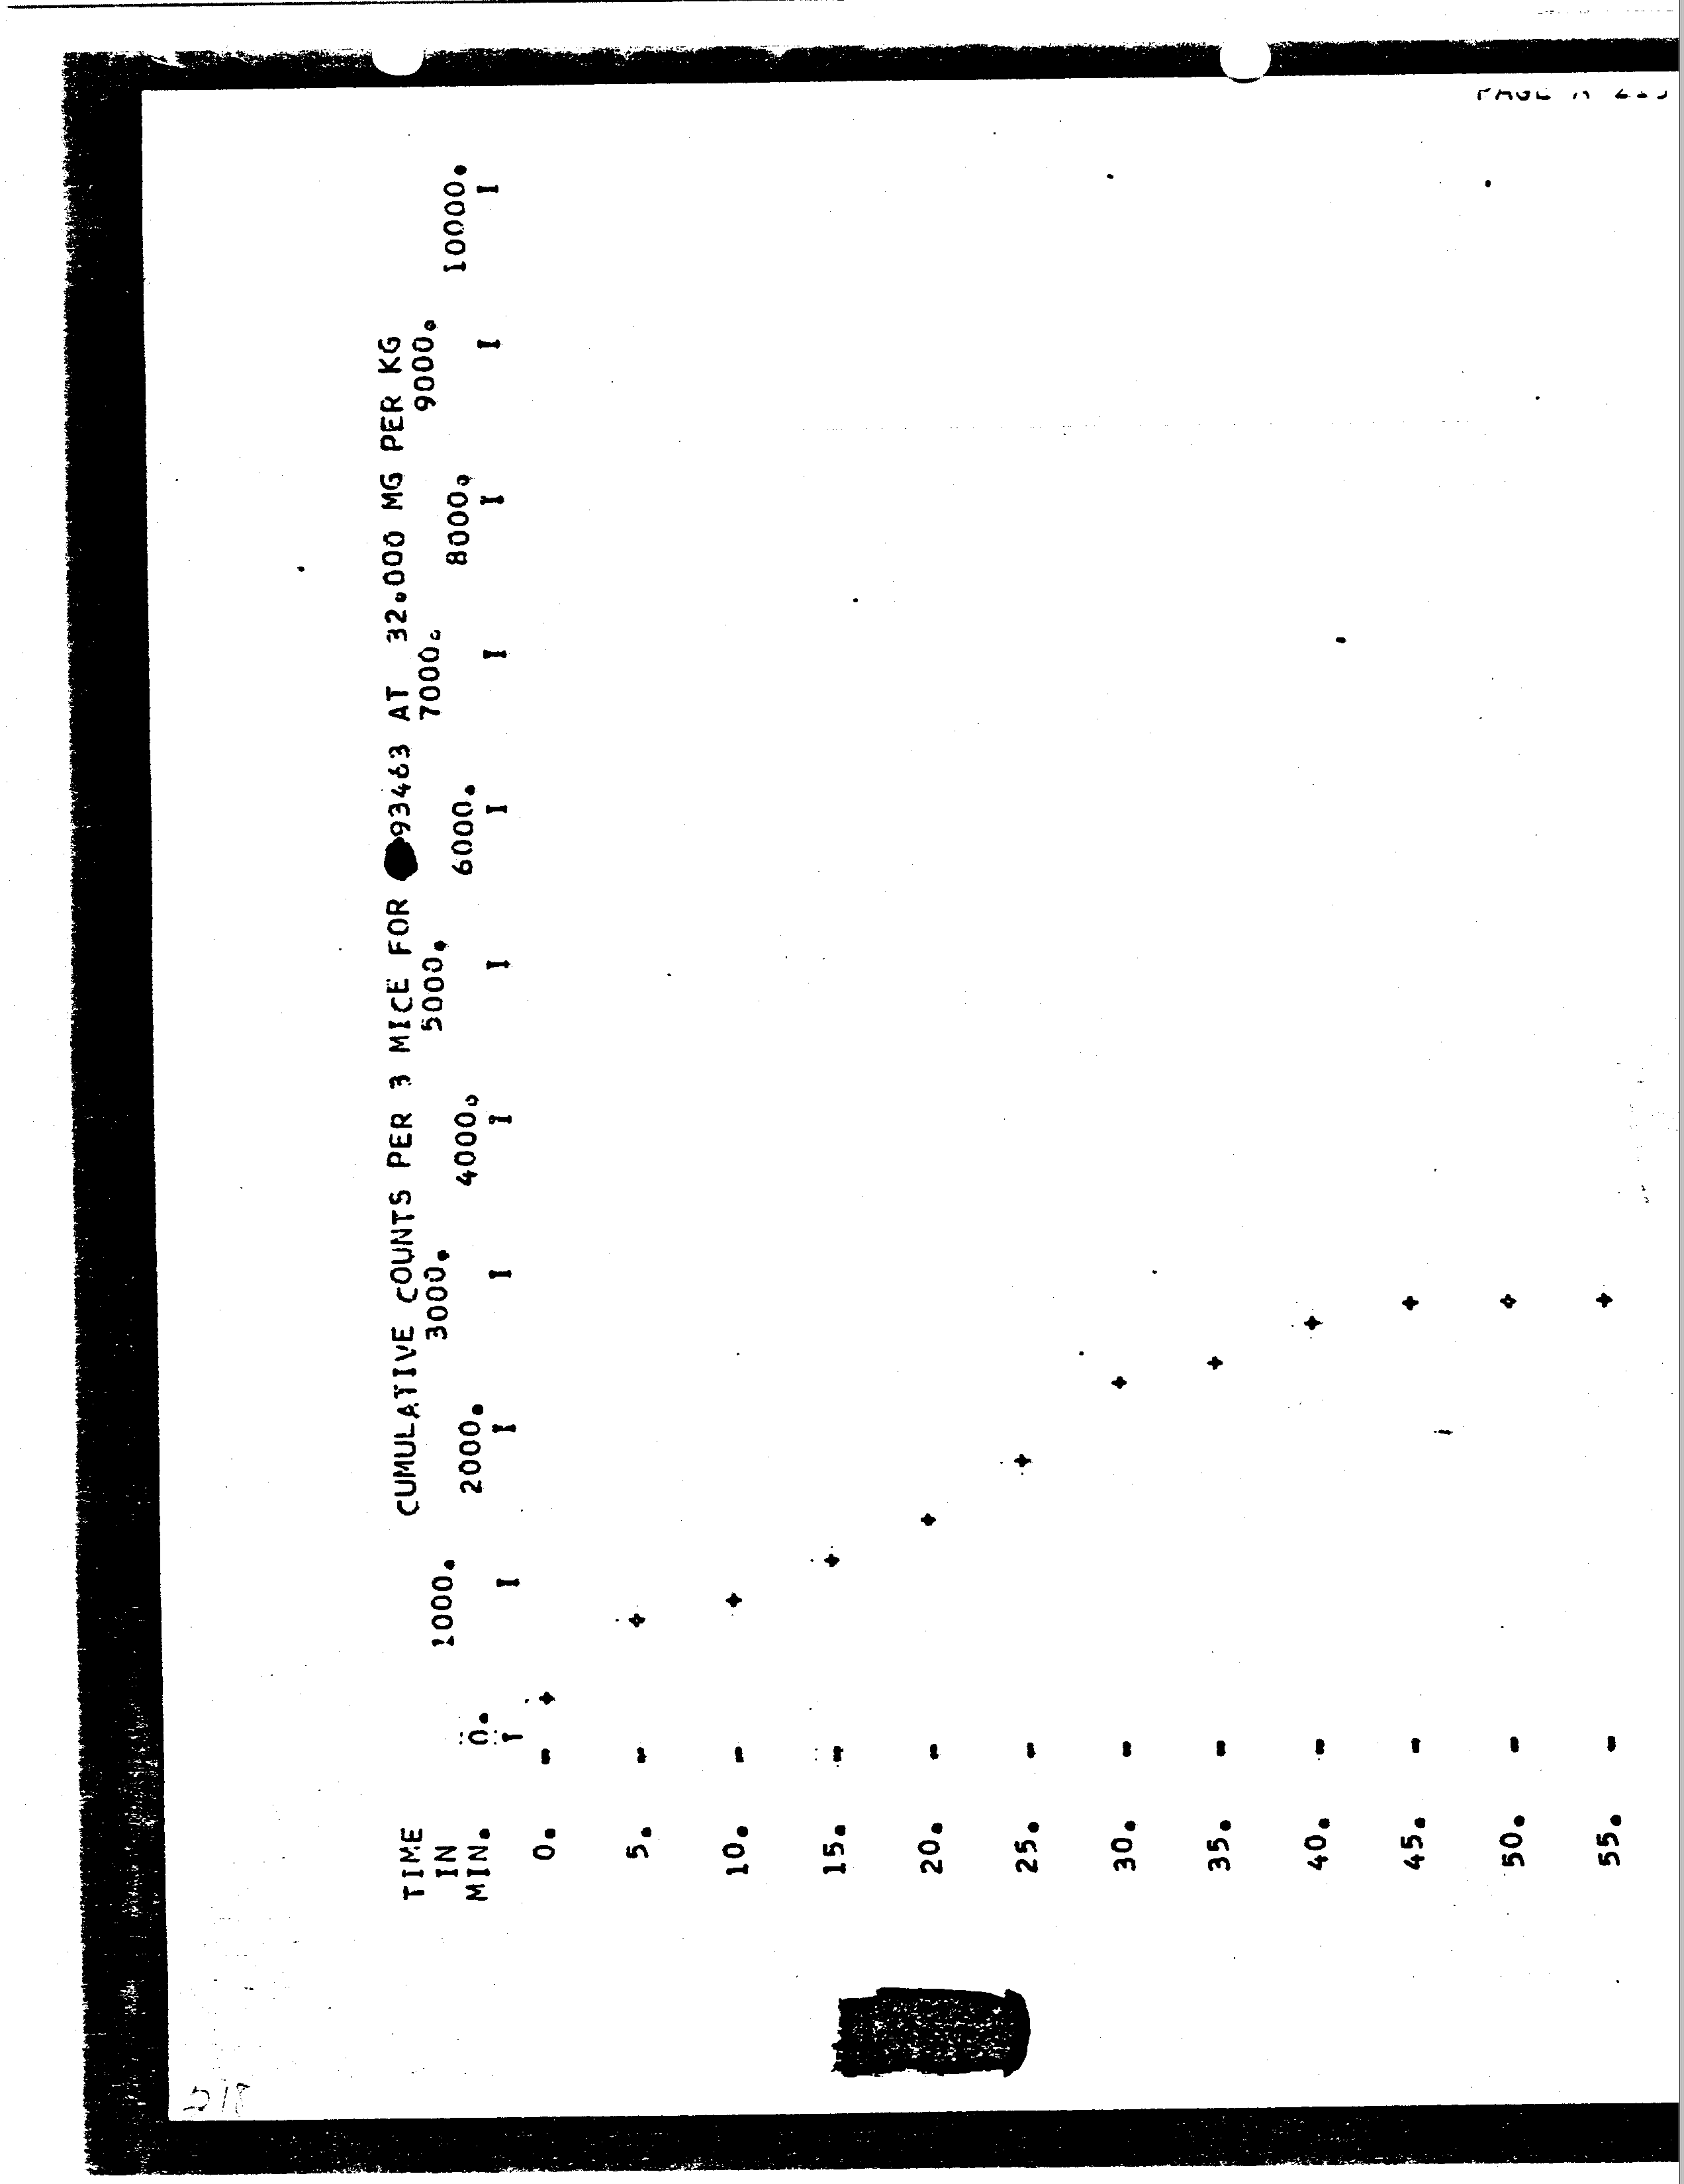 CUMULATIVE COUNTS PER 3 MICE FOR 93463 AT 32.000 MG PER KG
TIME 1000. 3000. 5000. 7000. 9000.
IN
MIN. 0. 2000. 4000. 6000. 8000. 10000.
I I I I I I I I I I I
0. - +
5. - +
10. - +
15. - +
20. - +
25. - +
30. - +
35. - +
40. - +
45. - +
50. - +
55. - +